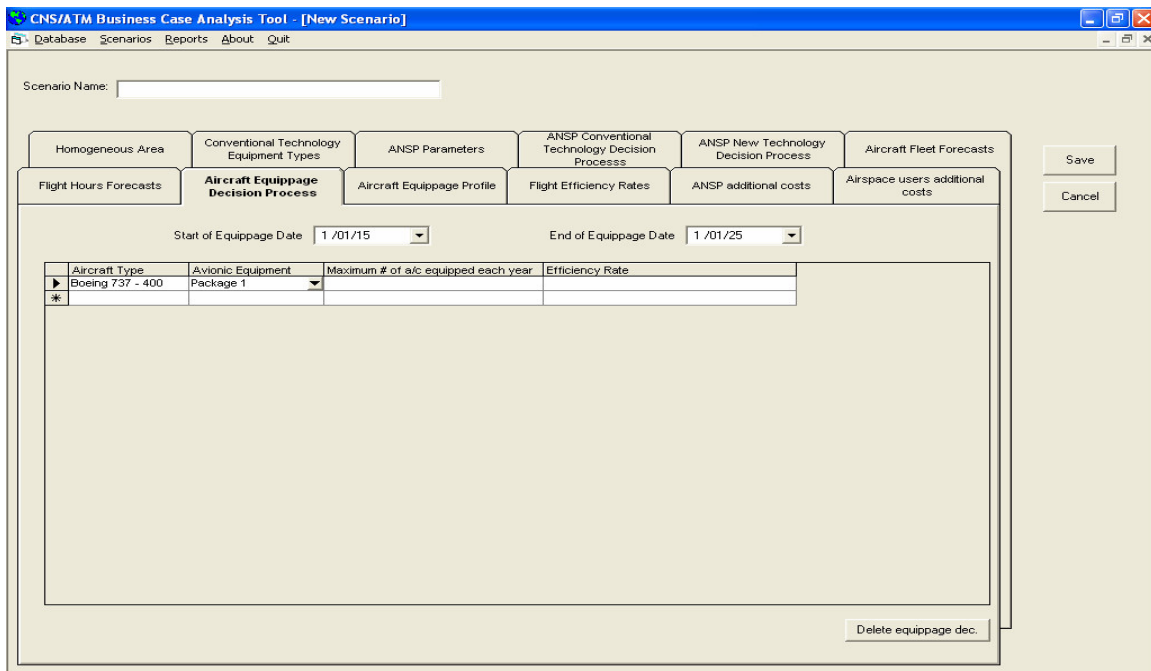 CNS/ATM Business Case Analysis Tool - [New Scenario]
Database Scenarios Reports About Quit
Scenario Name:
Homogeneous Area
Conventional Technology
Equipment Types
ANSP Parameters
ANSP Conventional
Technology Decision
Processs
ANSP New Technology
Decision Process
Aircraft Fleet Forecasts
Save
Flight Hours Forecasts
Aircraft Equippage
Decision Process
Aircraft Equippage Profile
Flight Efficiency Rates
ANSP additional costs
Airspace users additional
costs
Cancel
Start of Equippage Date 1 /01/15 End of Equippage Date 1 /01/25
Aircraft Type Avionic Equipment Maximum # of a/c equipped each year Efficiency Rate
Boeing 737 - 400 Package 1
Delete equippage dec.